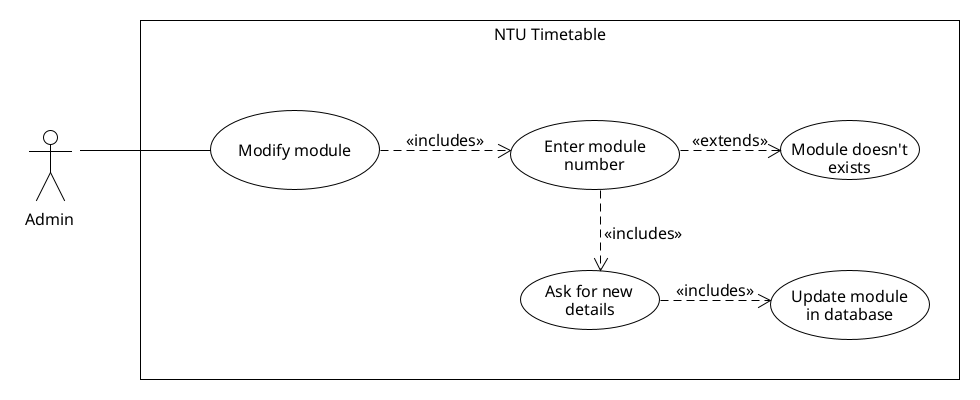 NTU Timetable
Modify module
«includes»
Enter module
number
«extends»
Module doesn't
exists
Admin
«includes»
Ask for new
details
«includes»
Update module
in database